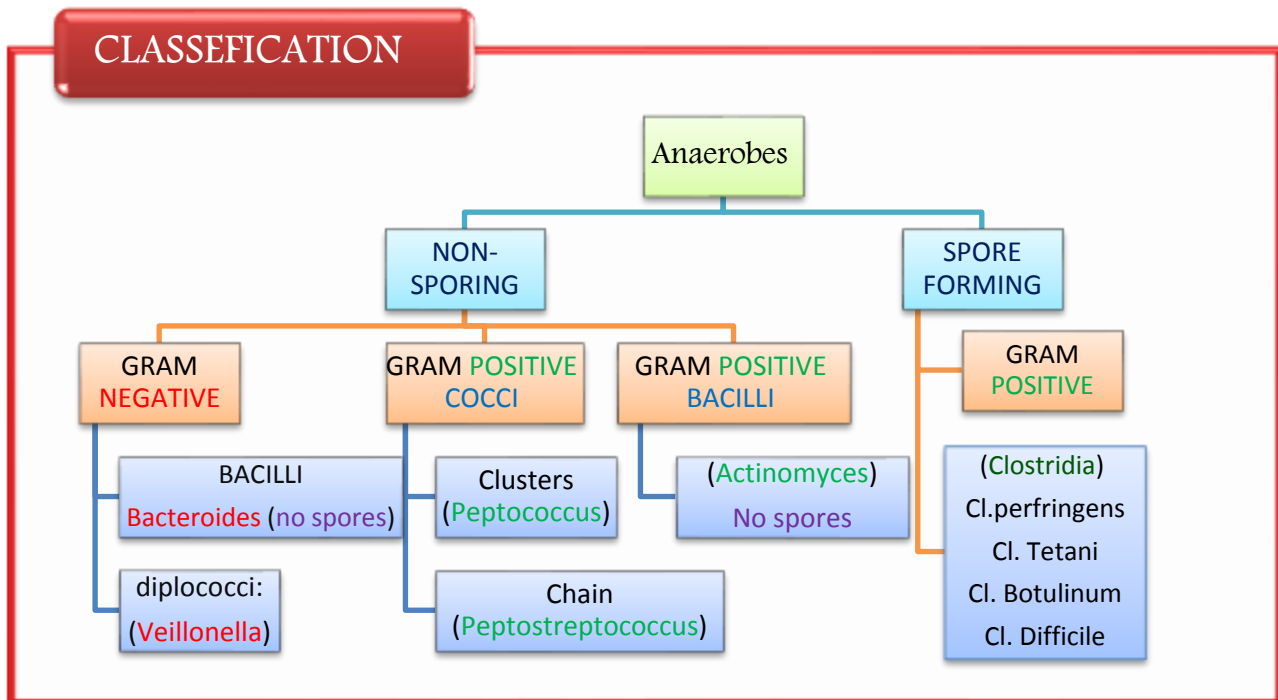 CLASSEFICATION
Anaerobes
NON-
SPORING
SPORE
FORMING
GRAM
NEGATIVE
GRAM POSITIVE
COCCI
GRAM POSITIVE
BACILLI
GRAM
POSITIVE
BACILLI
Bacteroides (no spores)
Clusters
(Peptococcus)
(Actinomyces)
No spores
(Clostridia)
Cl.perfringens
Cl. Tetani
Cl. Botulinum
Cl. Difficile
diplococci:
(Veillonella)
Chain
(Peptostreptococcus)